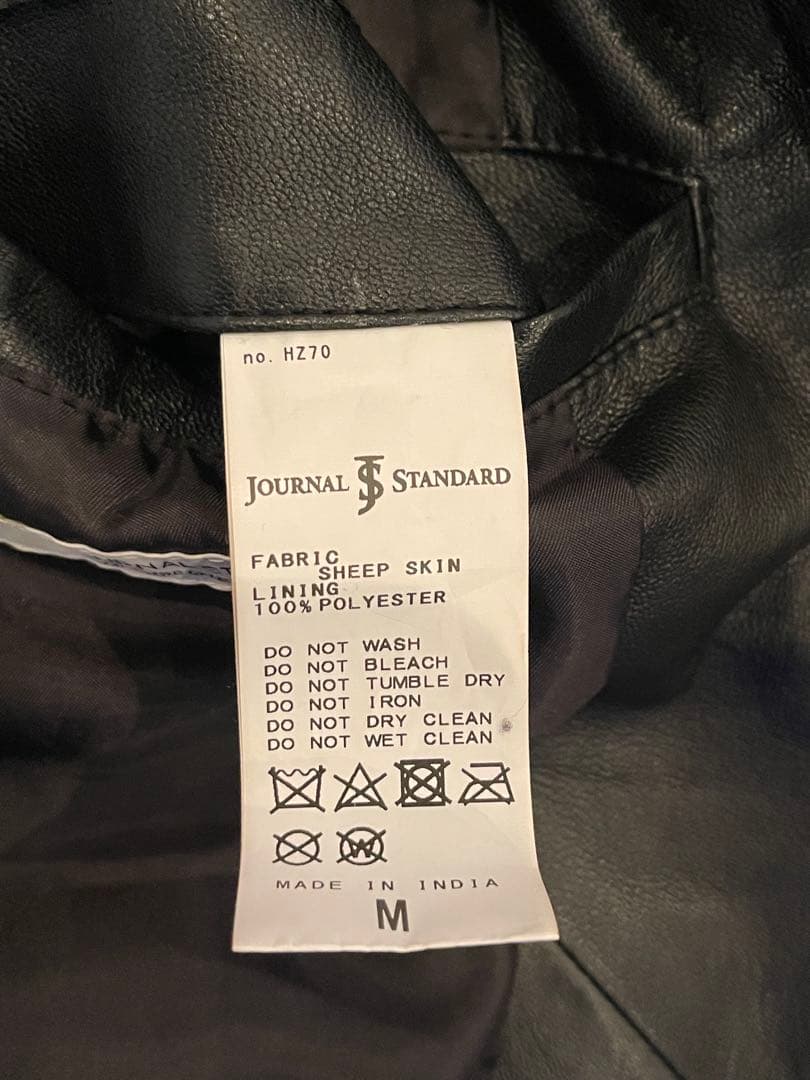 no. HZ70
JOURNAL JS STANDARD
FABRIC
SHEEP SKIN
LINING
100% POLYESTER
DO NOT WASH
DO NOT BLEACH
DO NOT TUMBLE DRY
DO NOT IRON
DO NOT DRY CLEAN
DO NOT WET CLEAN
W
MADE IN INDIA
M